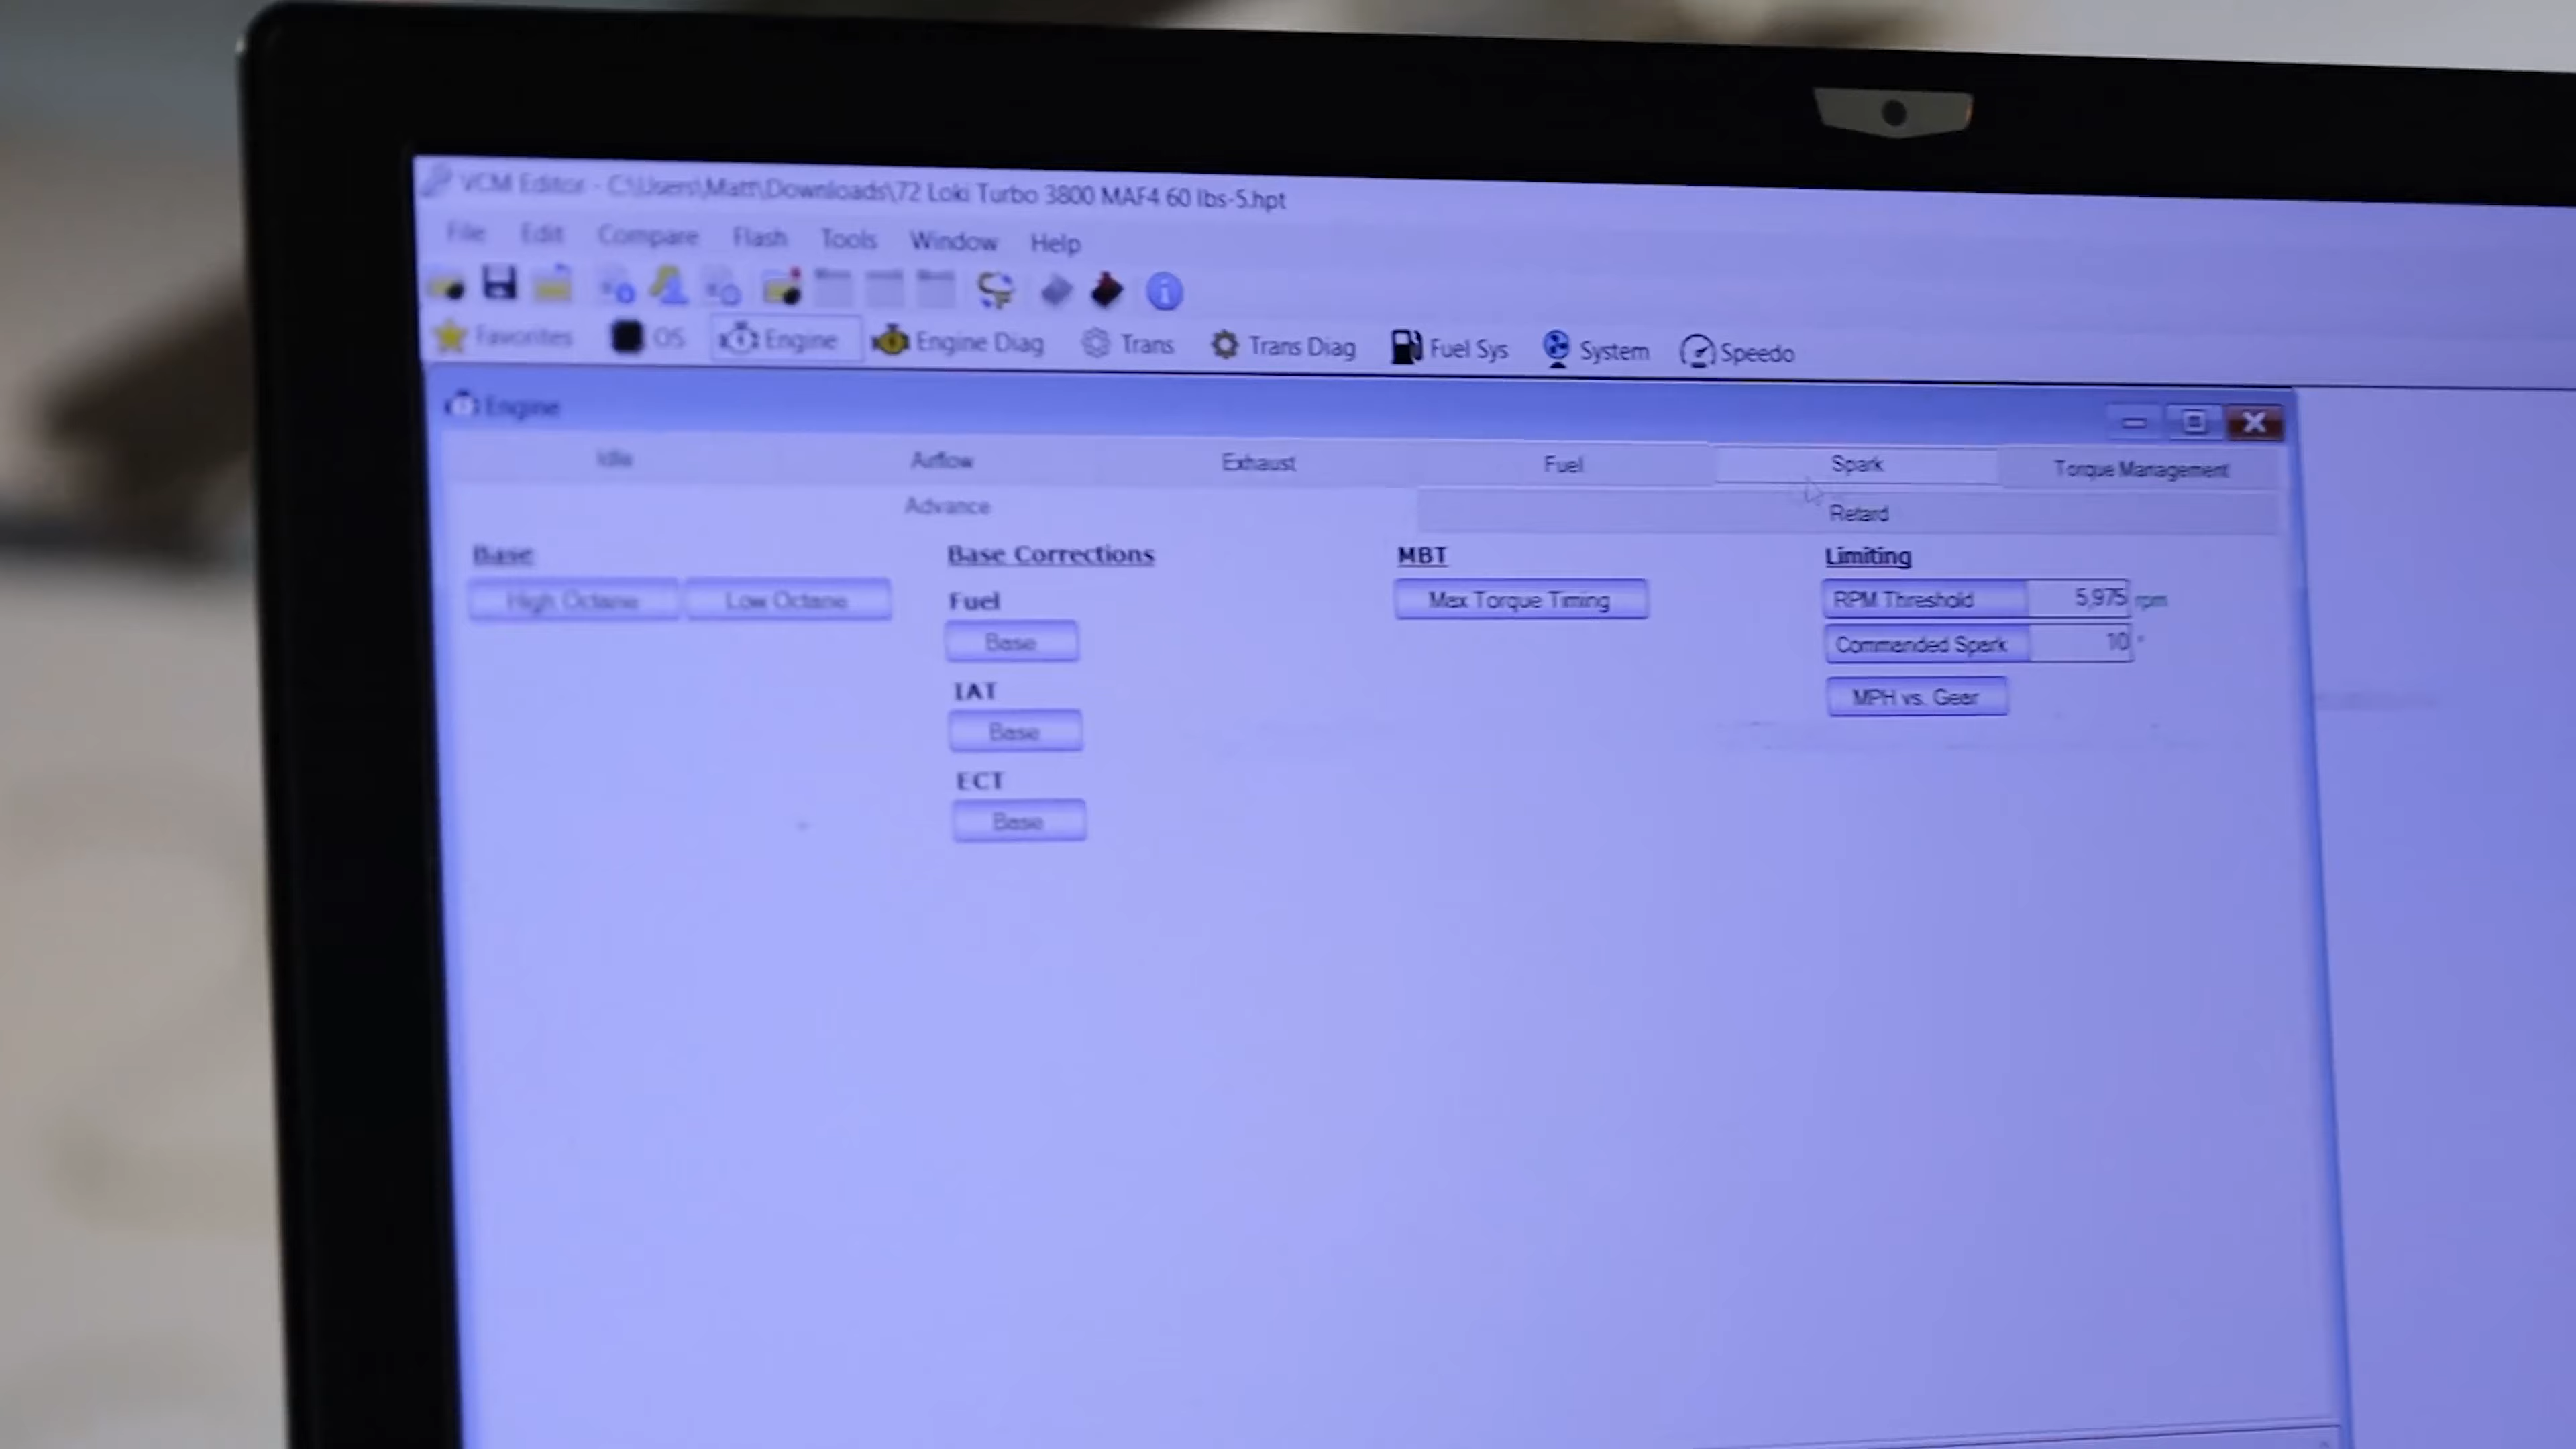 VCM Editor - C:\Users\Matt\Downloads\72 Loki Turbo 3800 MAF4 60 lbs-5.hpt
File Edit Compare Flash Tools Window Help
Favorites OS Engine Engine Diag Trans Trans Diag Fuel Sys System Speedo
Engine
Idle Airflow Exhaust Fuel Spark Torque Management
Advance Retard
Base Base Corrections MBT Limiting
High Octane Low Octane Fuel Max Torque Timing RPM Threshold 5,975 rpm
Base Commanded Spark 10 °
IAT MPH vs. Gear
Base
ECT
Base